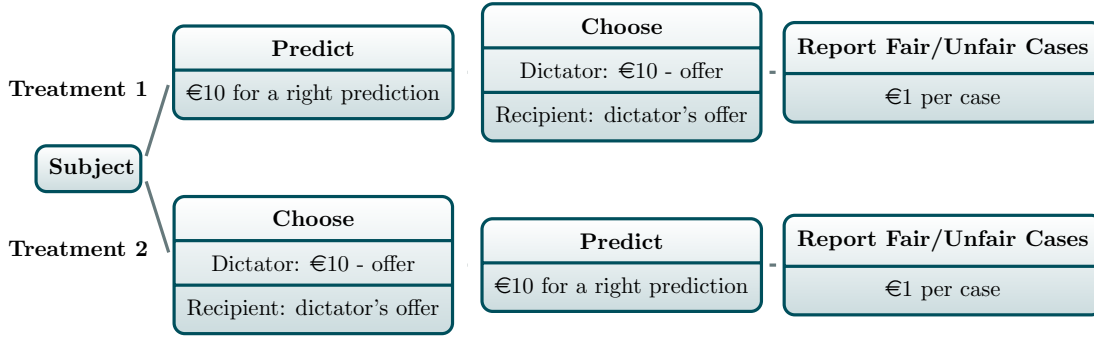 Treatment 1
Predict
€10 for a right prediction
Choose
Dictator: €10 - offer
Recipient: dictator's offer
Report Fair/Unfair Cases
€1 per case
Subject
Treatment 2
Choose
Dictator: €10 - offer
Recipient: dictator's offer
Predict
€10 for a right prediction
Report Fair/Unfair Cases
€1 per case